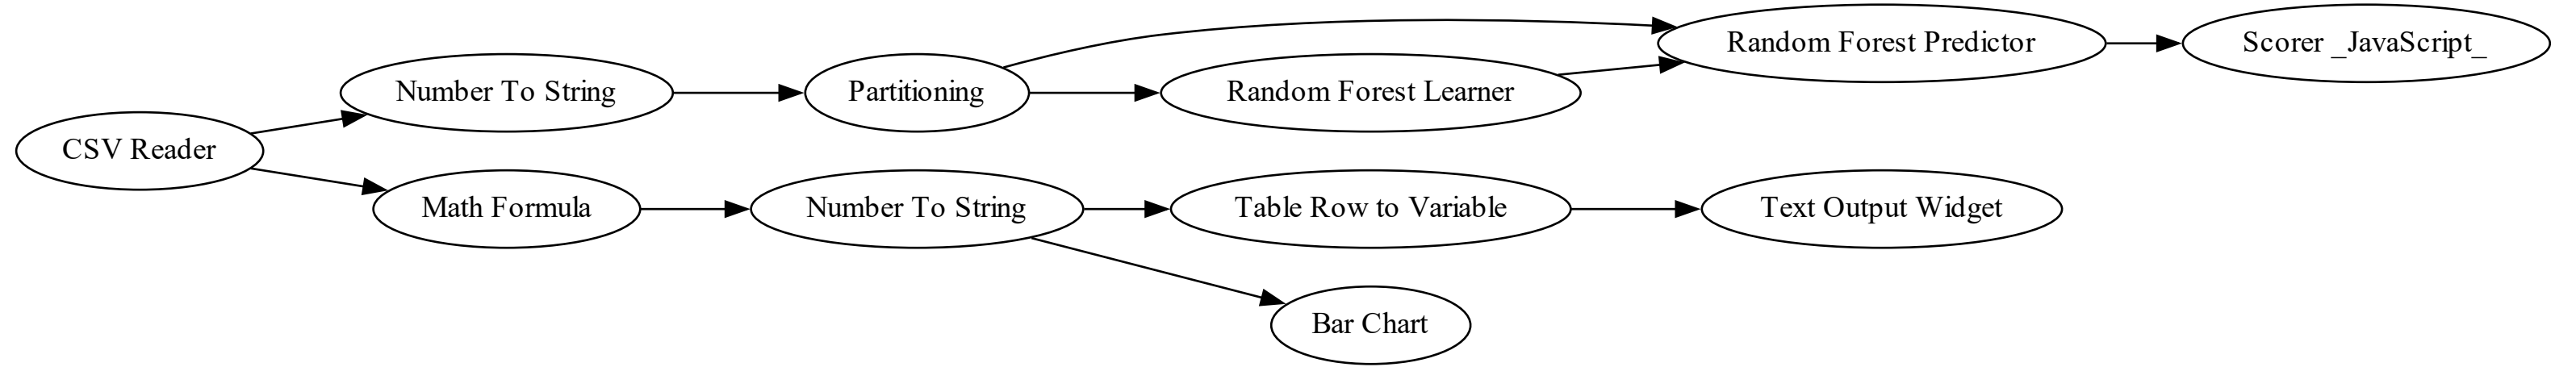 CSV Reader
Number To String
Partitioning
Random Forest Learner
Random Forest Predictor
Scorer _JavaScript_
Math Formula
Number To String
Table Row to Variable
Text Output Widget
Bar Chart